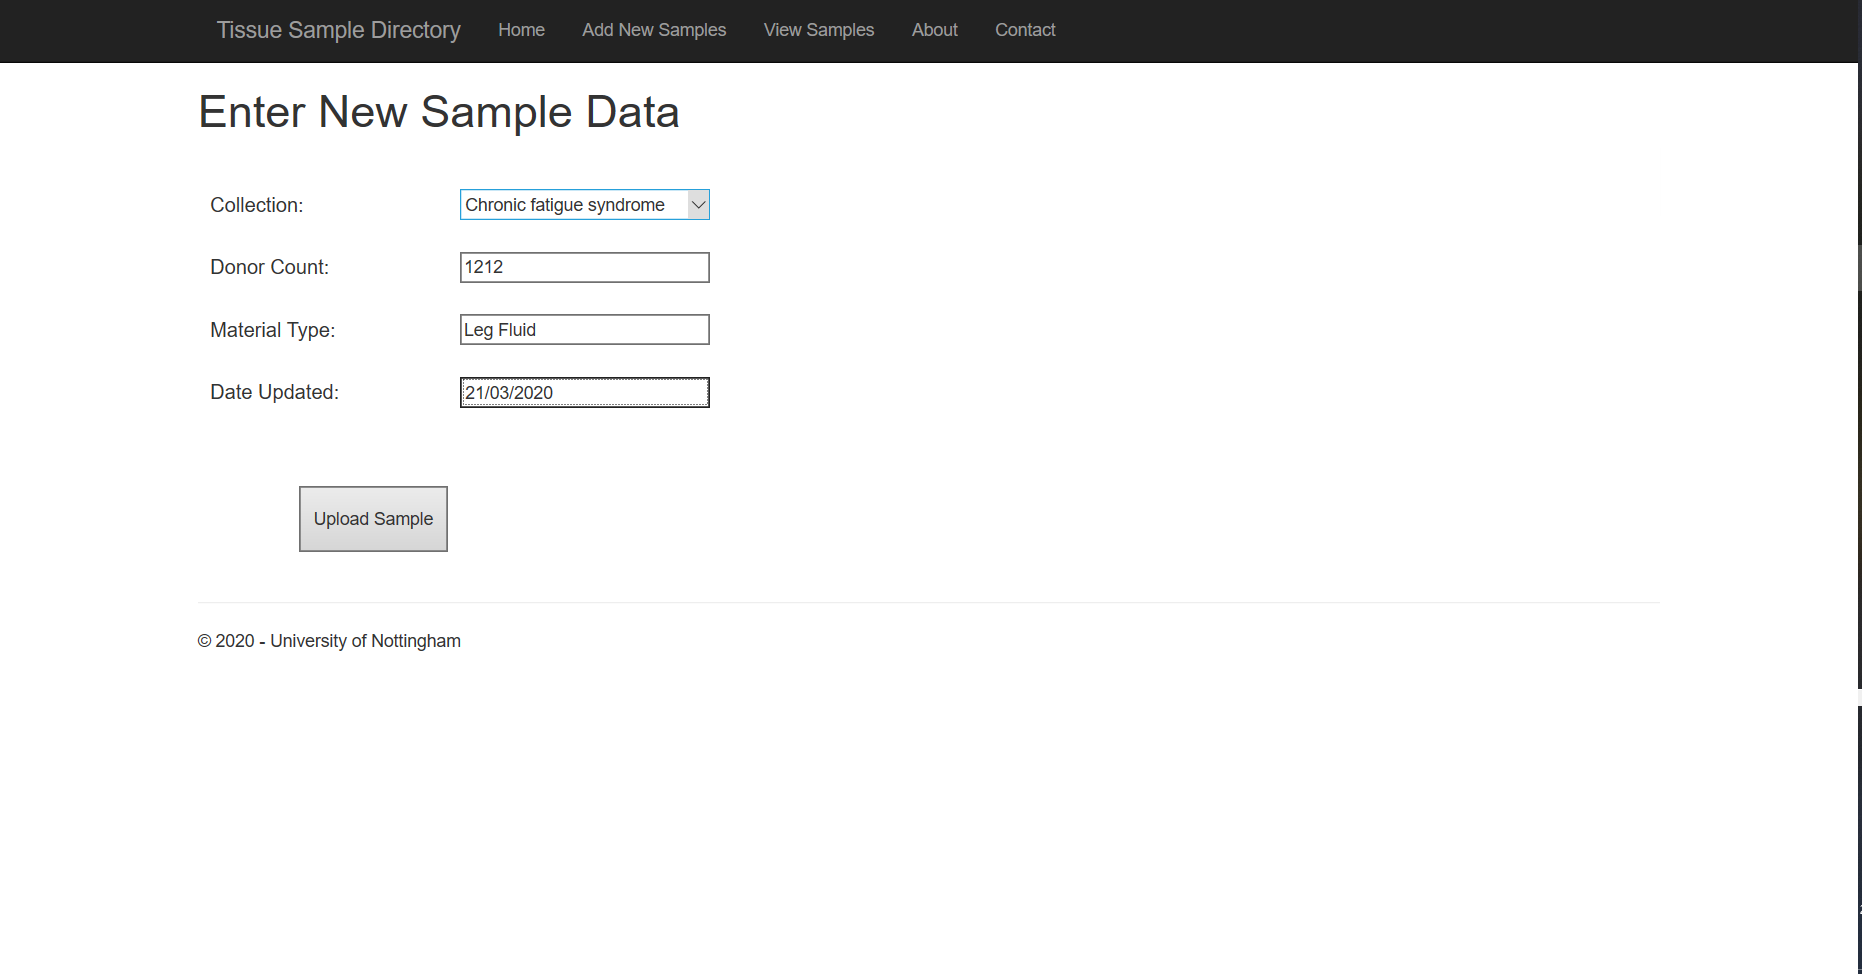 Tissue Sample Directory Home Add New Samples View Samples About Contact
Enter New Sample Data
Collection: Chronic fatigue syndrome
Donor Count: 1212
Material Type: Leg Fluid
Date Updated: 21/03/2020
Upload Sample
© 2020 - University of Nottingham